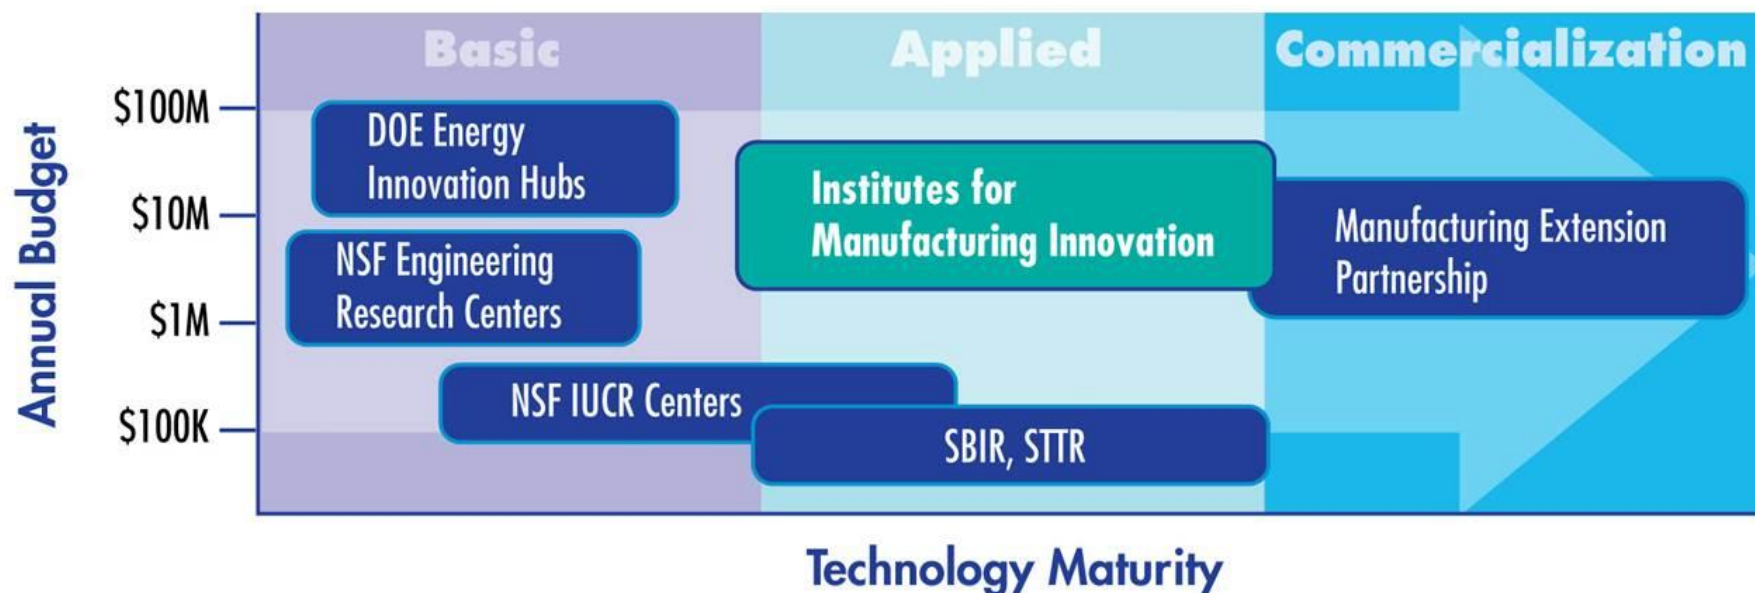 Basic
Applied
Commercialization
Annual Budget
$100M
$10M
$1M
$100K
DOE Energy
Innovation Hubs
NSF Engineering
Research Centers
NSF IUCR Centers
Institutes for
Manufacturing Innovation
SBIR, STTR
Manufacturing Extension
Partnership
Technology Maturity